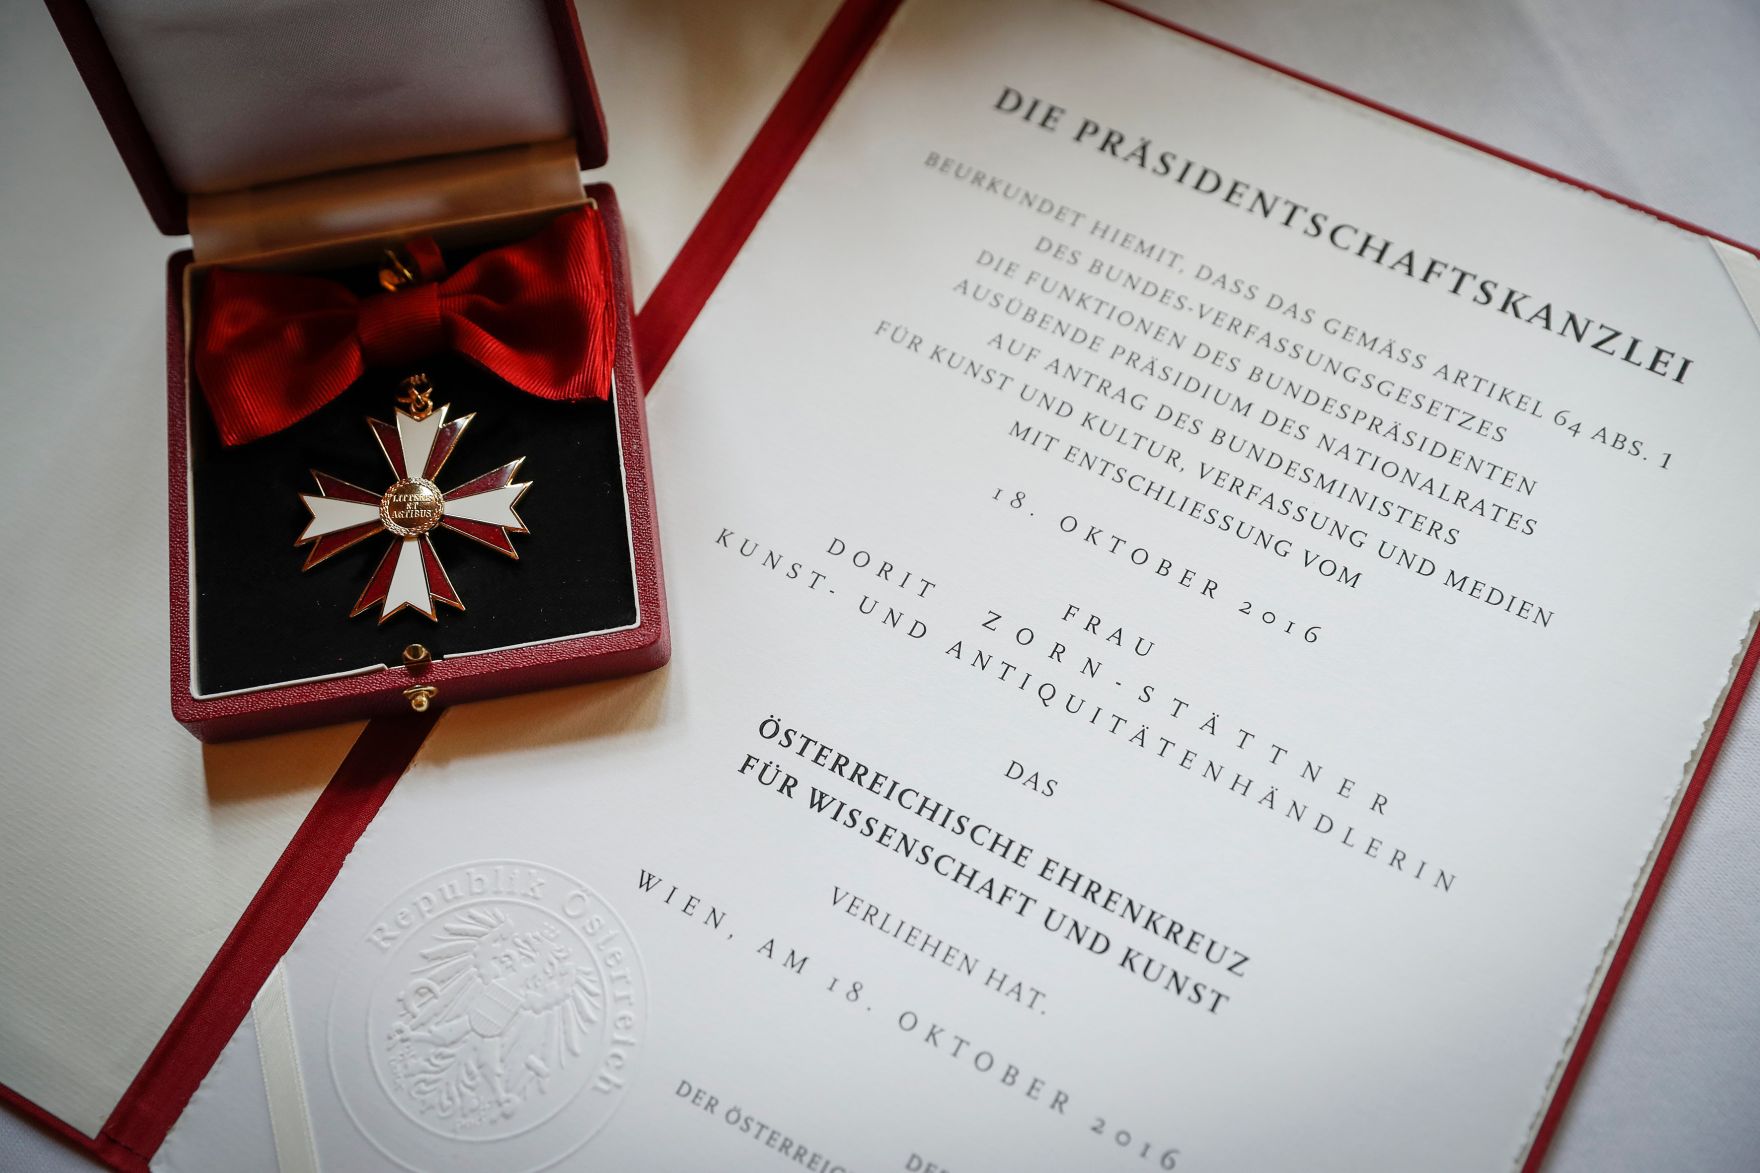 LITTERIS
ET
ARTIBUS
DIE PRÄSIDENTSCHAFTSKANZLEI
BEURKUNDET HIEMIT, DASS DAS GEMÄSS ARTIKEL 64 ABS. 1
DES BUNDES-VERFASSUNGSGESETZES
DIE FUNKTIONEN DES BUNDESPRÄSIDENTEN
AUSÜBENDE PRÄSIDIUM DES NATIONALRATES
AUF ANTRAG DES BUNDESMINISTERS
FÜR KUNST UND KULTUR, VERFASSUNG UND MEDIEN
MIT ENTSCHLIESSUNG VOM
18. OKTOBER 2016
FRAU
DORIT ZORN-STÄTTNER
KUNST- UND ANTIQUITÄTENHÄNDLERIN
DAS
ÖSTERREICHISCHE EHRENKREUZ
FÜR WISSENSCHAFT UND KUNST
VERLIEHEN HAT.
WIEN, AM 18. OKTOBER 2016
Republik Österreich